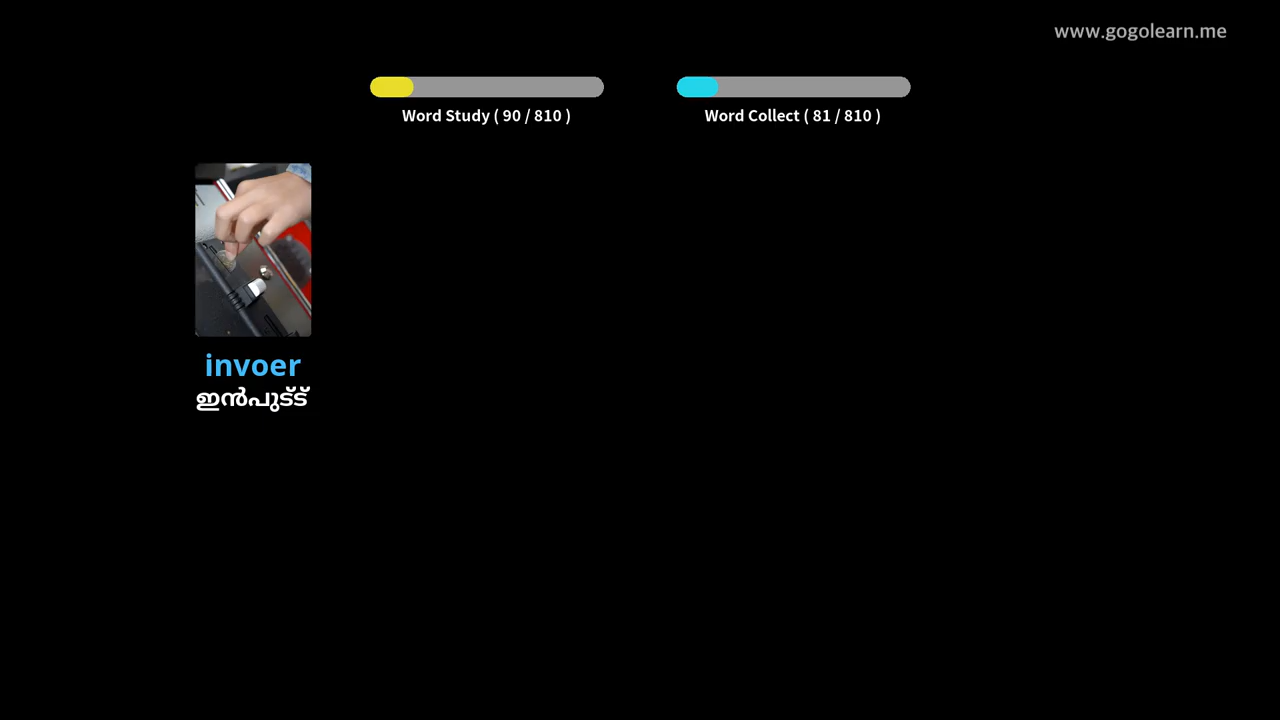 www.gogolearn.me
Word Study ( 90 / 810 )
Word Collect ( 81 / 810 )
invoer
ഇൻപുട്ട്